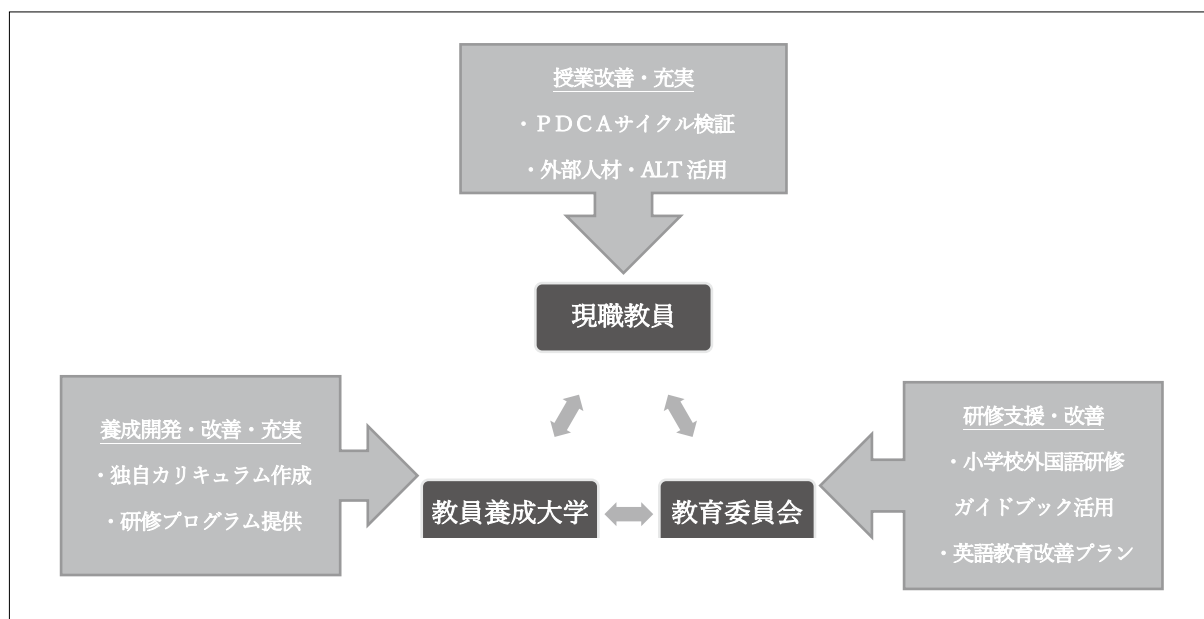 授業改善・充実
・ＰＤＣＡサイクル検証
・外部人材・ALT 活用
現職教員
養成開発・改善・充実
・独自カリキュラム作成
・研修プログラム提供
教員養成大学
教育委員会
研修支援・改善
・小学校外国語研修
ガイドブック活用
・英語教育改善プラン